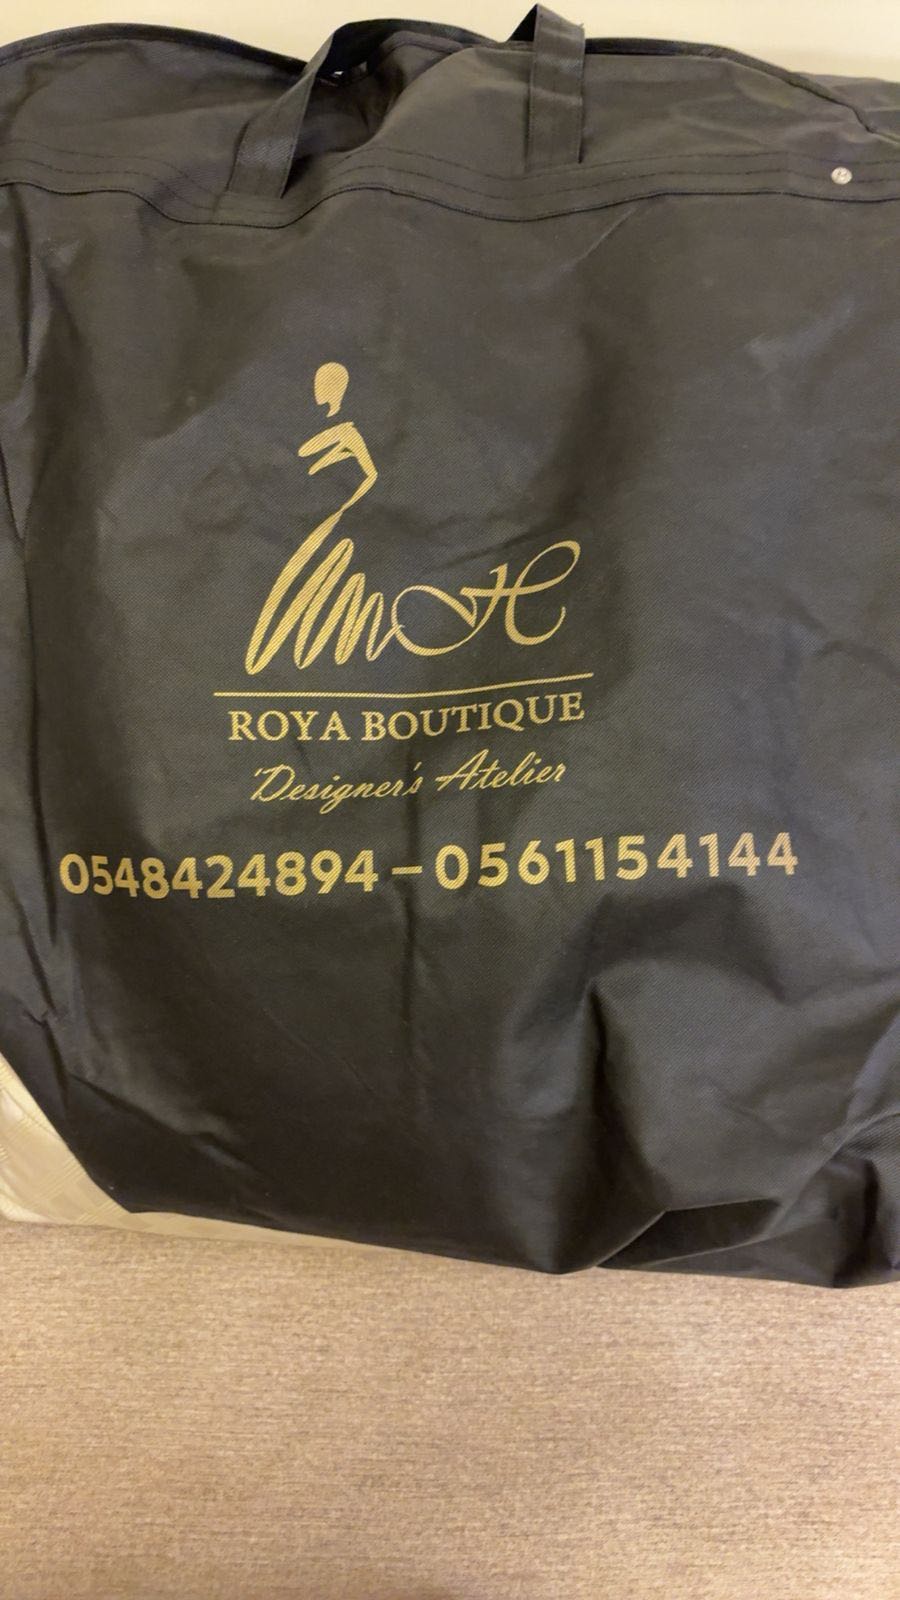 H
ROYA BOUTIQUE
Designer's Atelier
0548424894-0561154144